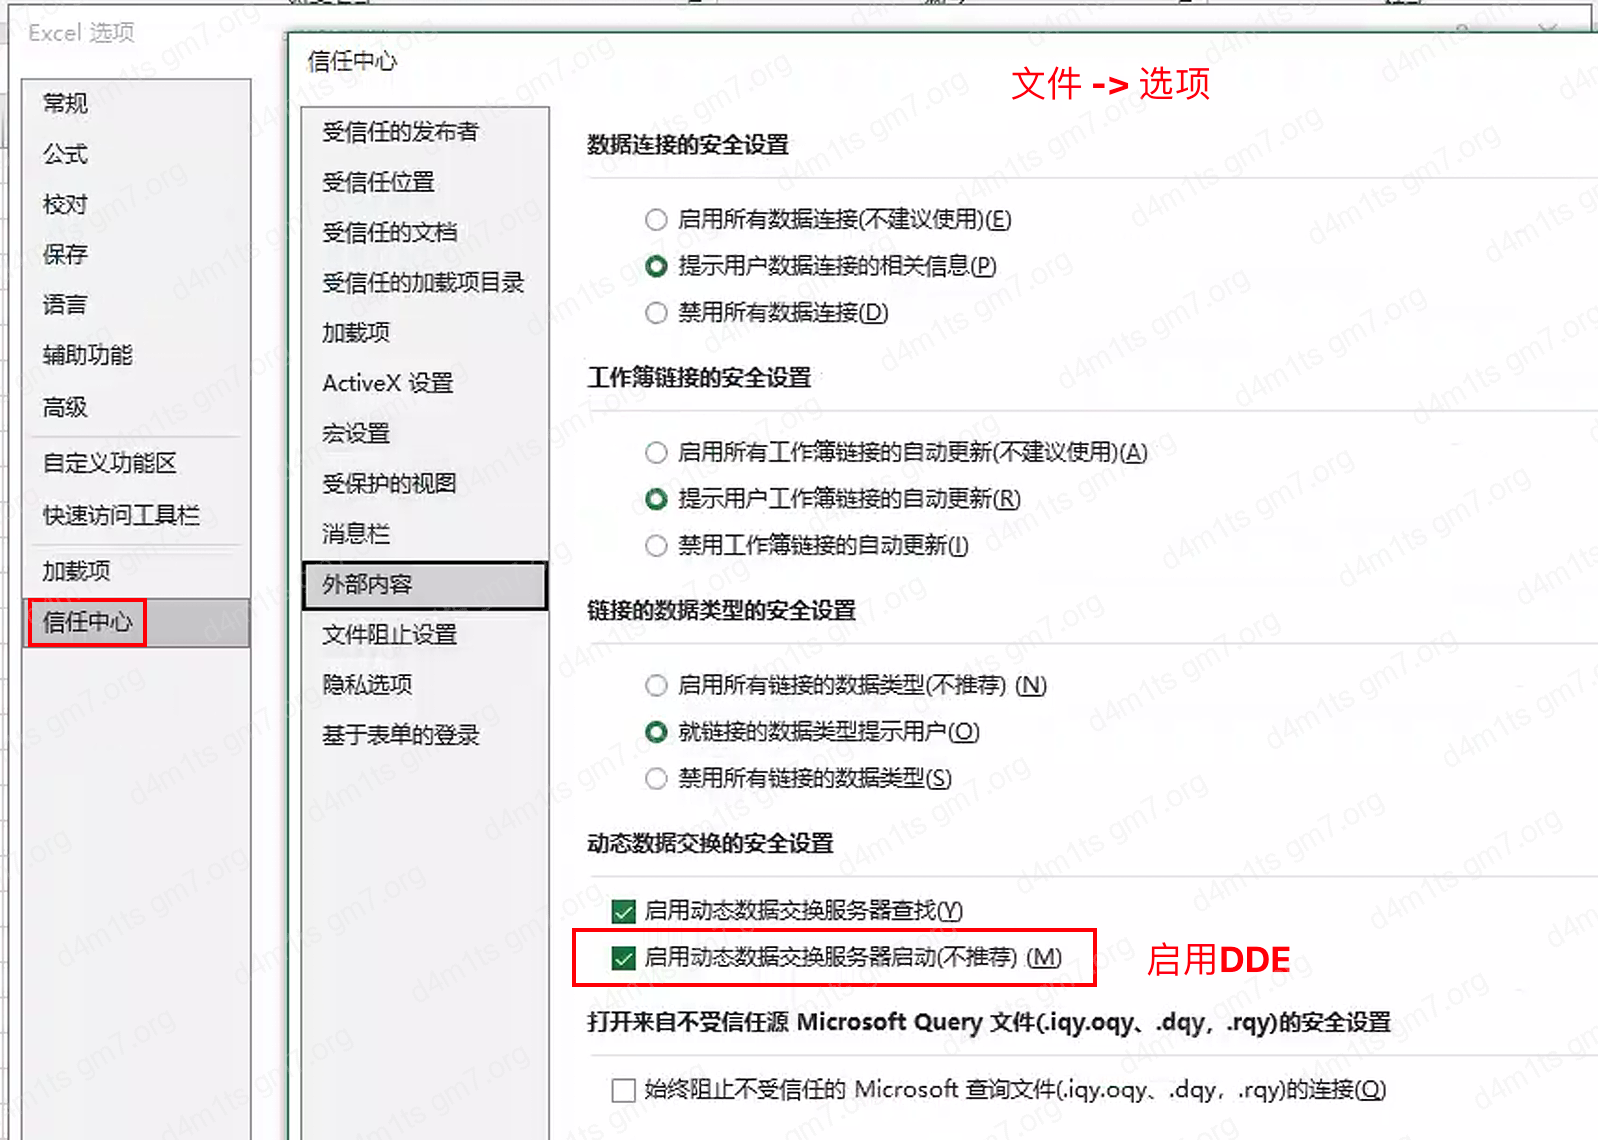 Excel 选项
常规
公式
校对
保存
语言
辅助功能
高级
自定义功能区
快速访问工具栏
加载项
信任中心
信任中心
受信任的发布者
受信任位置
受信任的文档
受信任的加载项目录
加载项
ActiveX 设置
宏设置
受保护的视图
消息栏
外部内容
文件阻止设置
隐私选项
基于表单的登录
文件 -> 选项
数据连接的安全设置
启用所有数据连接(不建议使用)(E)
提示用户数据连接的相关信息(P)
禁用所有数据连接(D)
工作簿链接的安全设置
启用所有工作簿链接的自动更新(不建议使用)(A)
提示用户工作簿链接的自动更新(R)
禁用工作簿链接的自动更新(I)
链接的数据类型的安全设置
启用所有链接的数据类型(不推荐) (N)
就链接的数据类型提示用户(O)
禁用所有链接的数据类型(S)
动态数据交换的安全设置
启用动态数据交换服务器查找(Y)
启用动态数据交换服务器启动(不推荐) (M)
启用DDE
打开来自不受信任源 Microsoft Query 文件(.iqy.oqy、.dqy，.rqy)的安全设置
始终阻止不受信任的 Microsoft 查询文件(.iqy.oqy、.dqy，.rqy)的连接(Q)
d4m1ts gm7.org